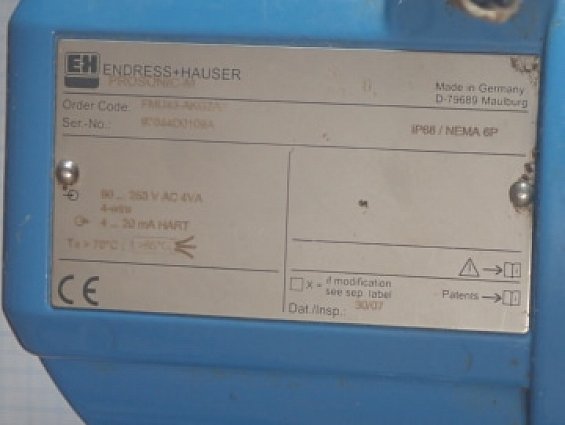 EH ENDRESS+HAUSER
PROSONIC-M
Made in Germany
D-79689 Maulburg
Order Code:
Ser.-No.:
IP68 / NEMA 6P
90 ... 253 V AC 4VA
4-wire
4 ... 20 mA HART
Ta > 70°C :
CE
X = if modification
see sep. label
Patents
Dat./Insp.: 30/07